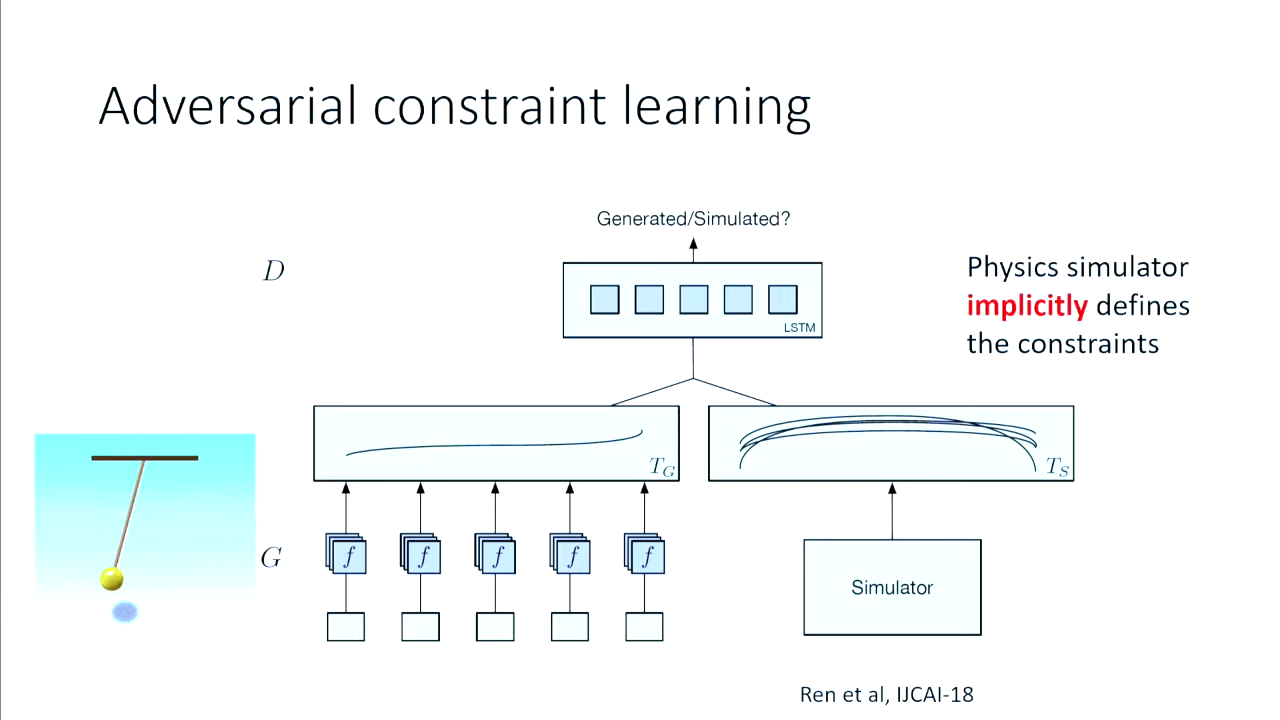 Adversarial constraint learning
Generated/Simulated?
D
LSTM
Physics simulator
implicitly defines
the constraints
T_G
T_S
G
f f f f f
Simulator
Ren et al, IJCAI-18